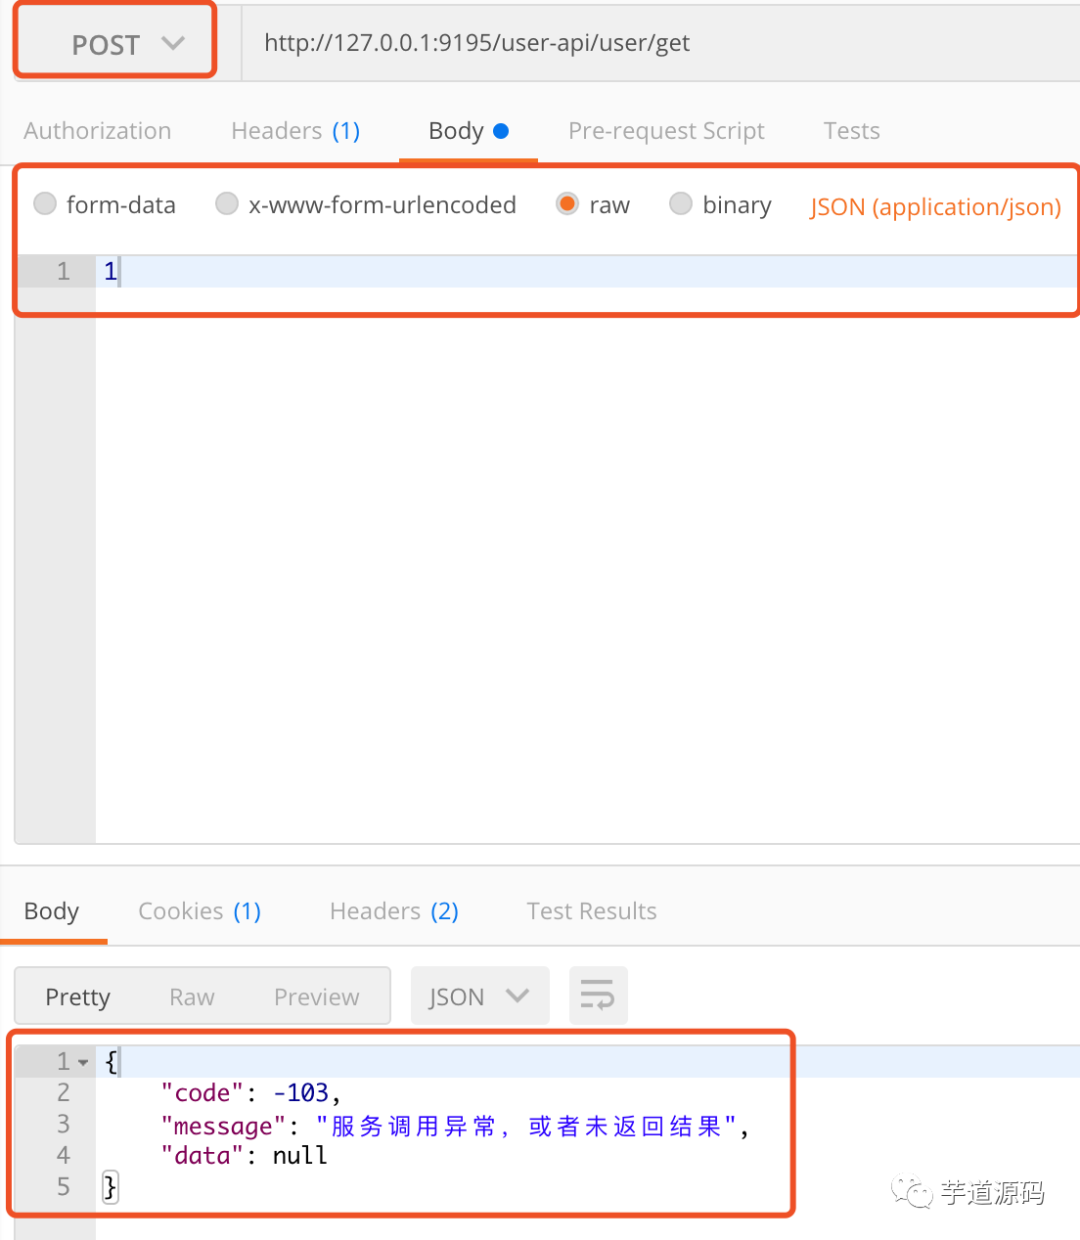 POST
http://127.0.0.1:9195/user-api/user/get
Authorization Headers (1) Body Pre-request Script Tests
form-data x-www-form-urlencoded raw binary JSON (application/json)
1 1
Body Cookies (1) Headers (2) Test Results
Pretty Raw Preview JSON
1 {
2 "code": -103,
3 "message": "服务调用异常, 或者未返回结果",
4 "data": null
5 }
芋道源码